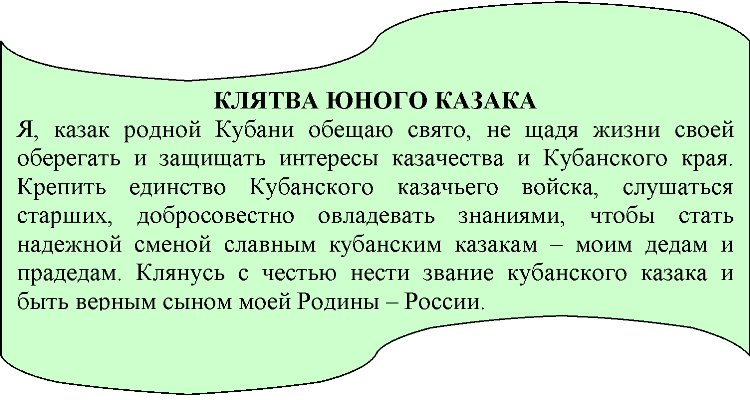 КЛЯТВА ЮНОГО КАЗАКА
Я, казак родной Кубани обещаю свято, не щадя жизни своей
оберегать и защищать интересы казачества и Кубанского края.
Крепить единство Кубанского казачьего войска, слушаться
старших, добросовестно овладевать знаниями, чтобы стать
надежной сменой славным кубанским казакам – моим дедам и
прадедам. Клянусь с честью нести звание кубанского казака и
быть верным сыном моей Родины – России.